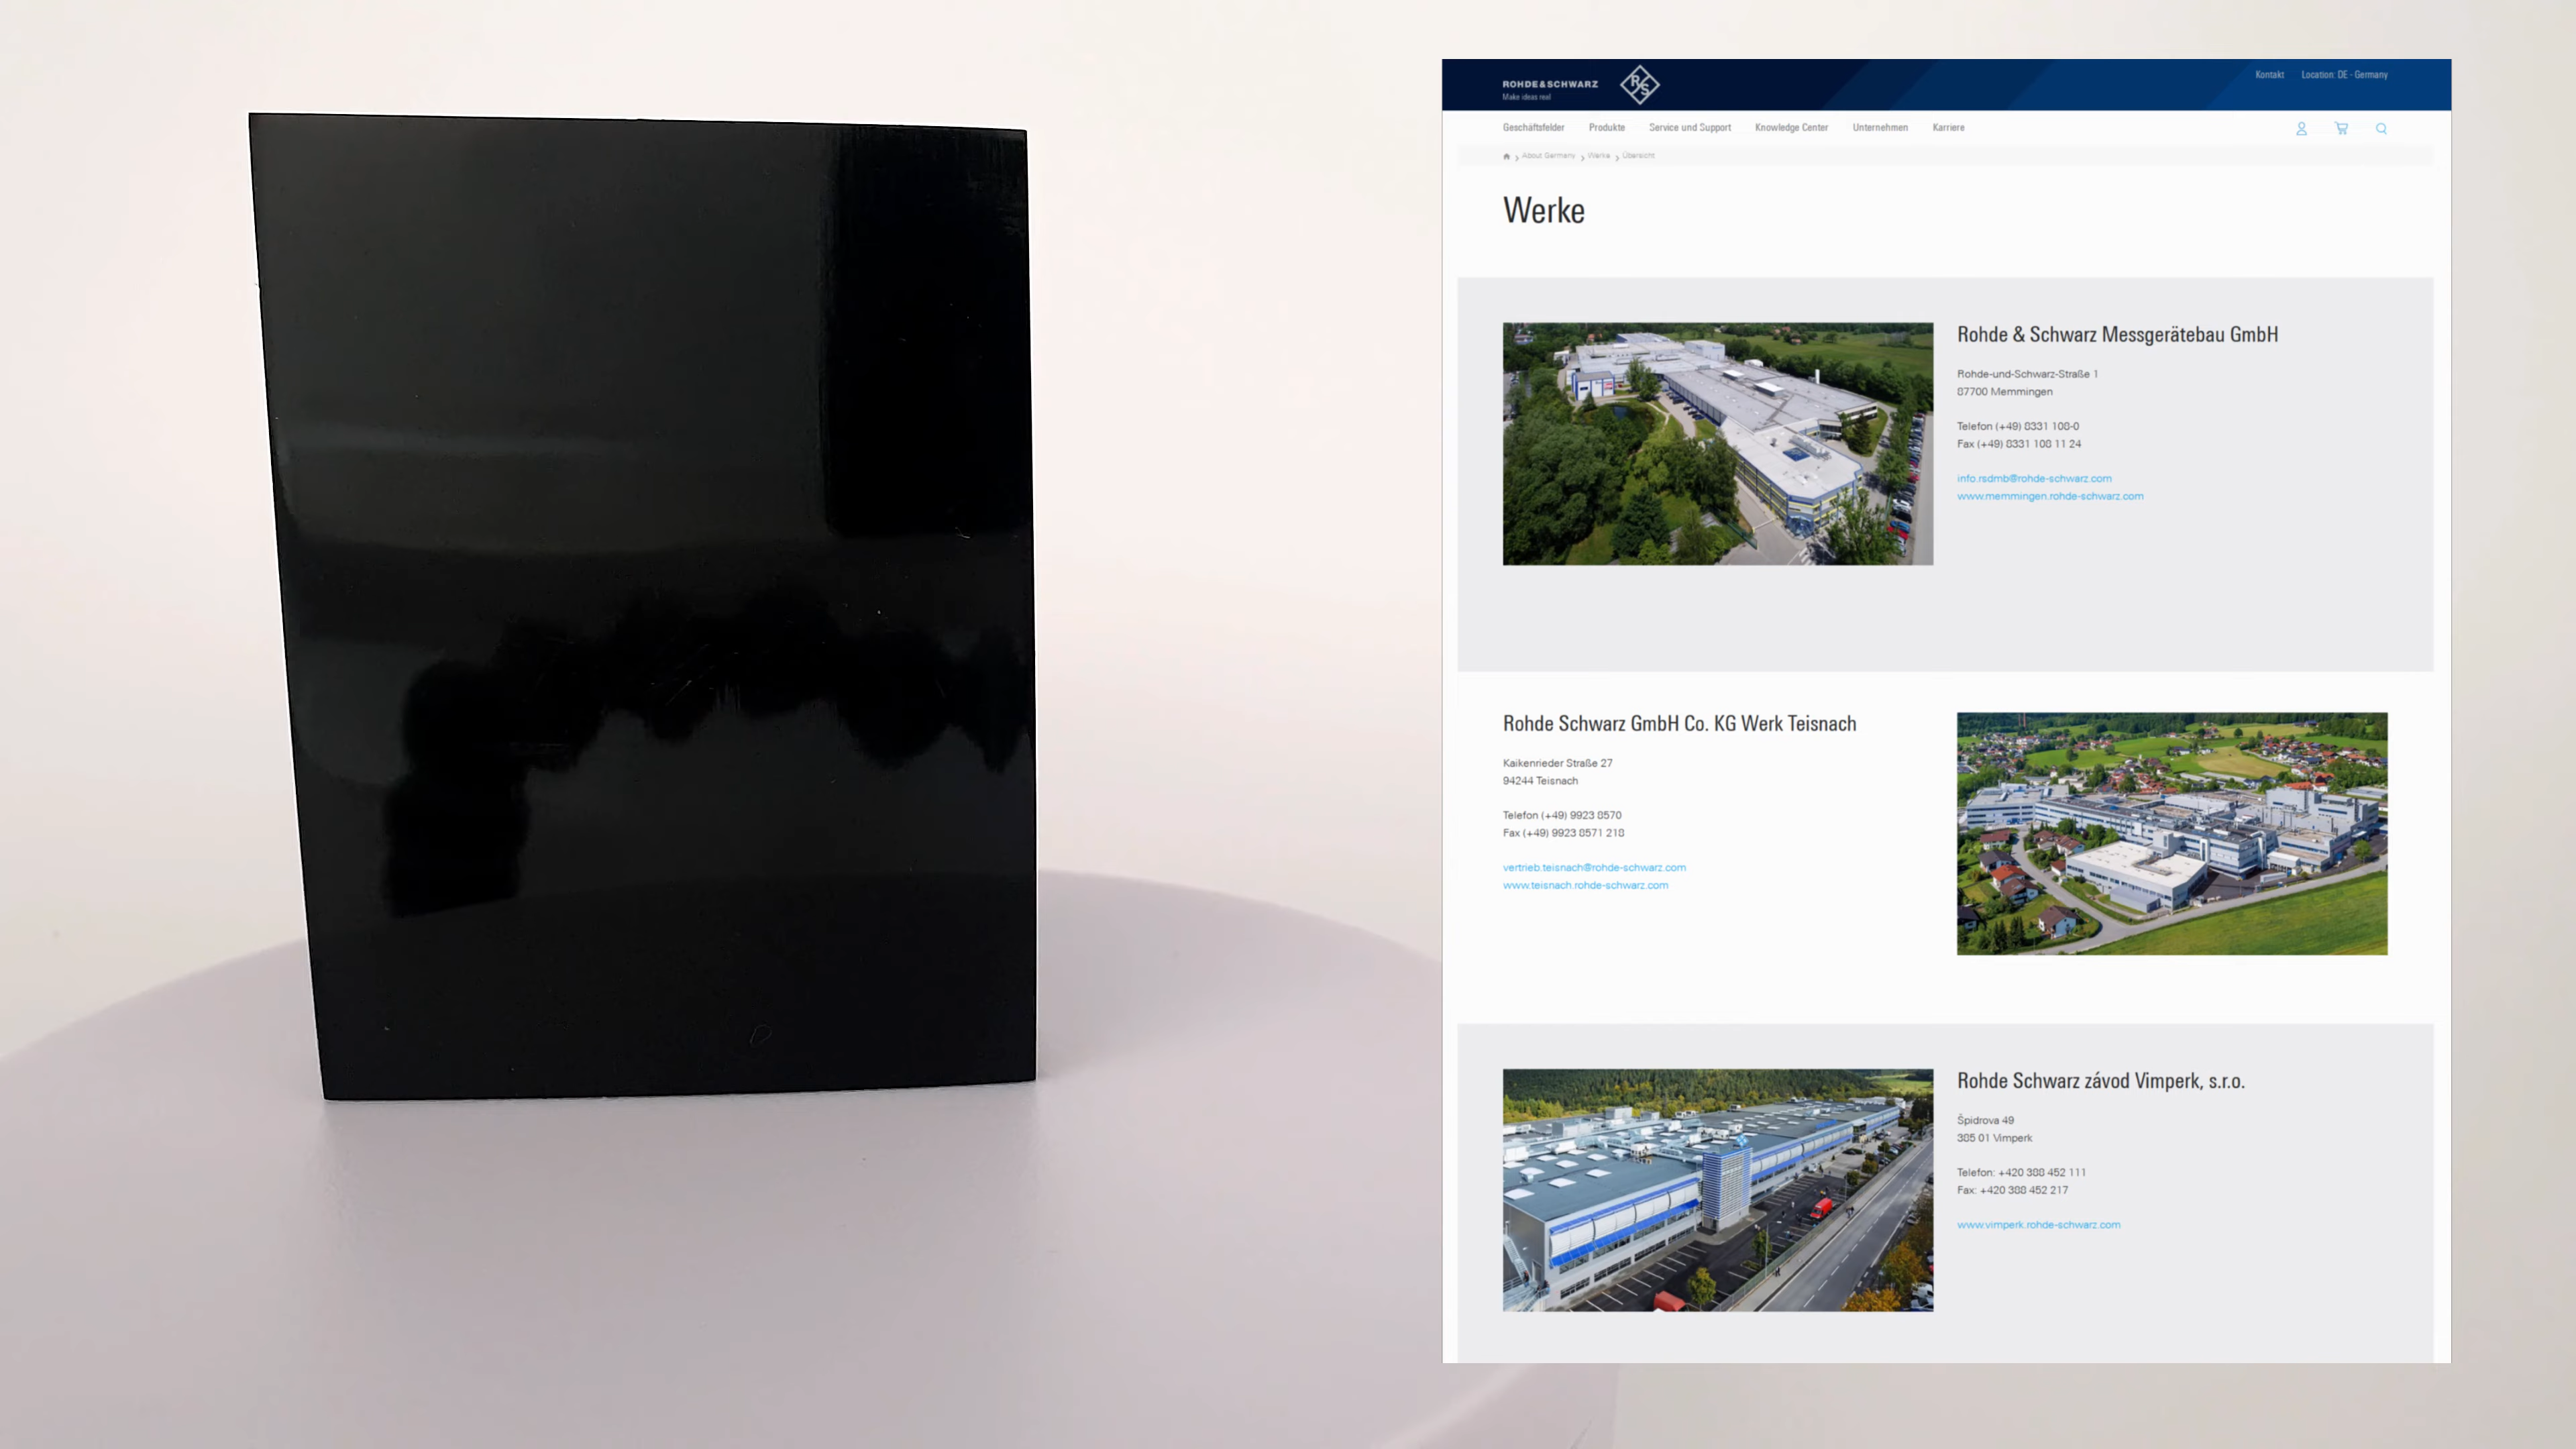 ROHDE&SCHWARZ
Make ideas real
RS
Kontakt
Location: DE - Germany
Geschäftsfelder
Produkte
Service und Support
Knowledge Center
Unternehmen
Karriere
About Germany
Werke
Übersicht
Werke
Rohde & Schwarz Messgerätebau GmbH
Rohde-und-Schwarz-Straße 1
87700 Memmingen
Telefon (+49) 8331 108-0
Fax (+49) 8331 108 11 24
info.rsdmb@rohde-schwarz.com
www.memmingen.rohde-schwarz.com
Rohde Schwarz GmbH Co. KG Werk Teisnach
Kaikenrieder Straße 27
94244 Teisnach
Telefon (+49) 9923 8570
Fax (+49) 9923 8571 218
vertrieb.teisnach@rohde-schwarz.com
www.teisnach.rohde-schwarz.com
Rohde Schwarz závod Vimperk, s.r.o.
Špidrova 49
385 01 Vimperk
Telefon: +420 388 452 111
Fax: +420 388 452 217
www.vimperk.rohde-schwarz.com